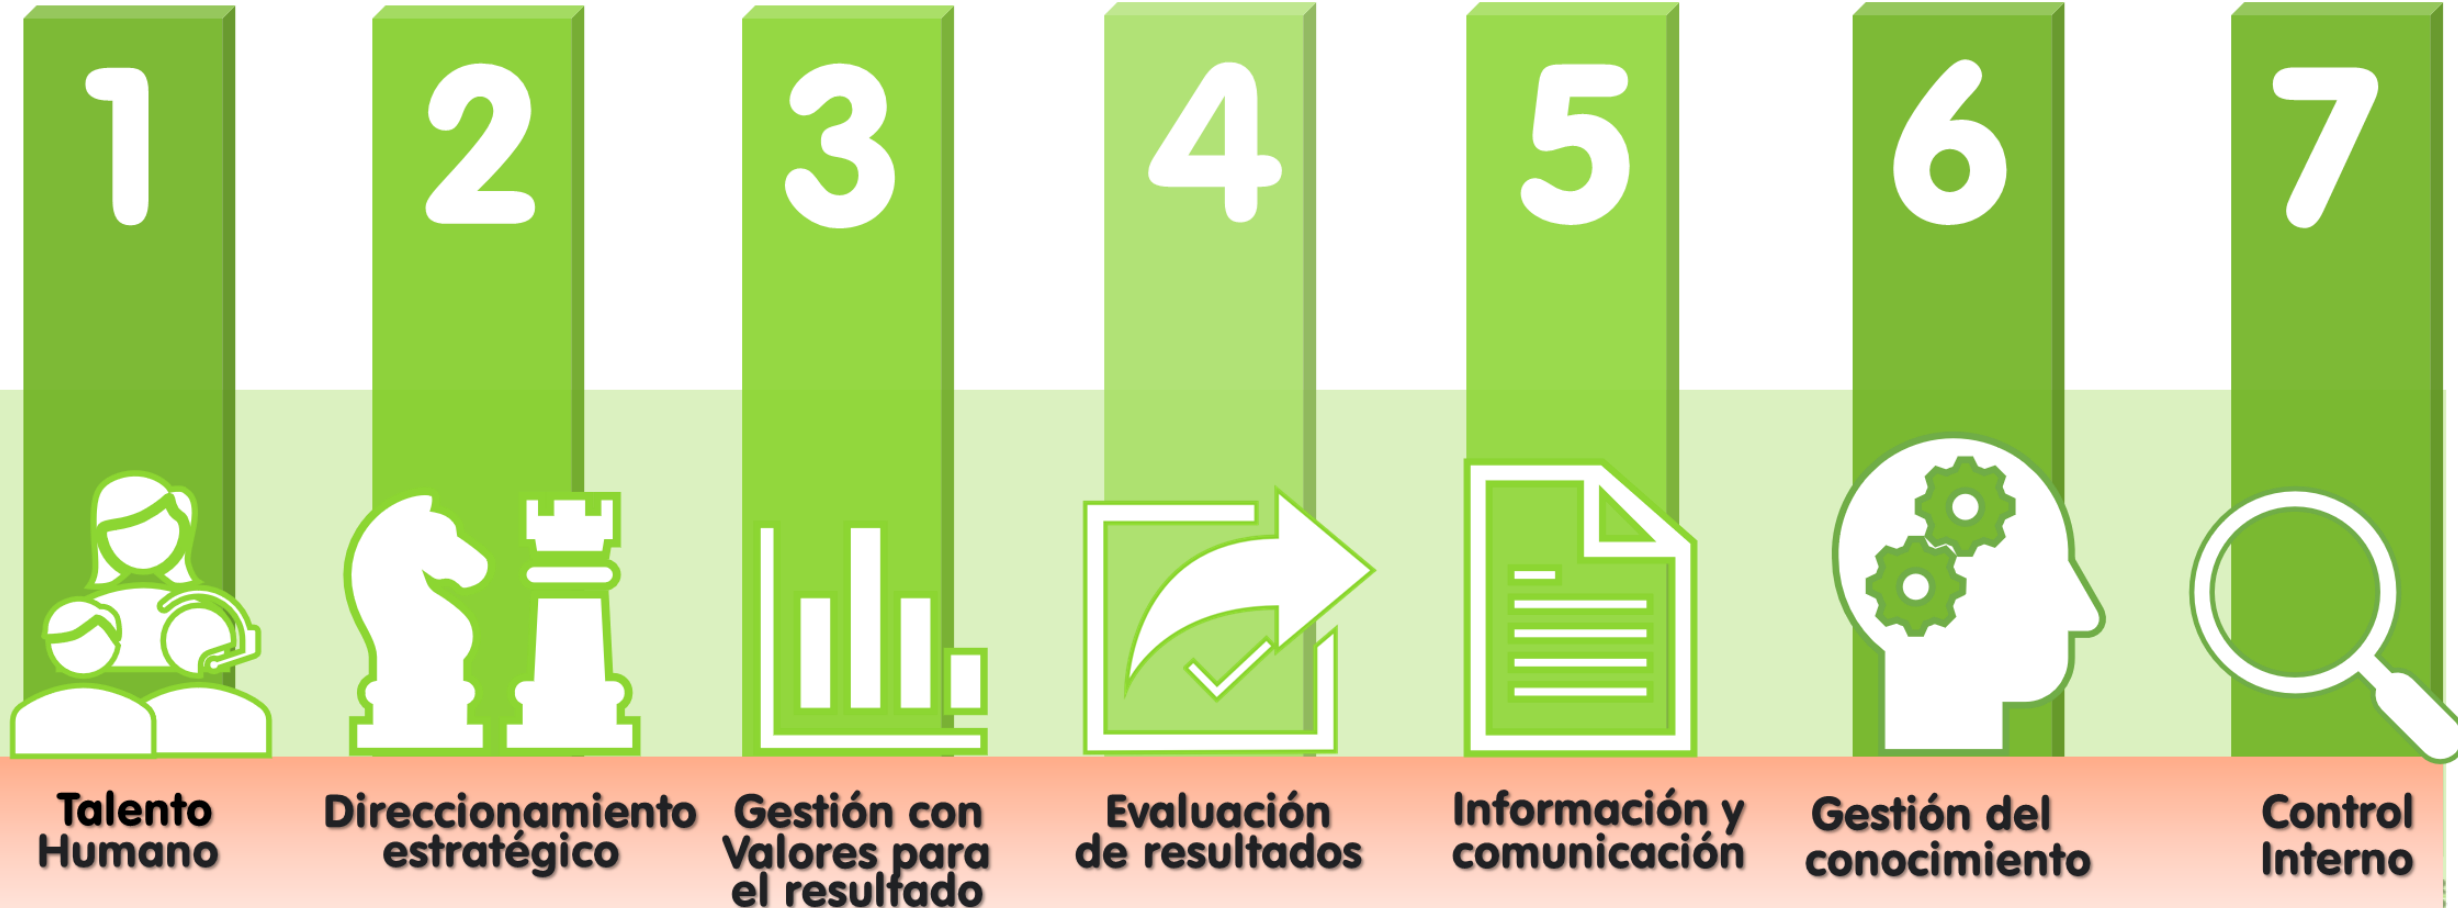 1
2
3
4
5
6
7
Talento
Humano
Direccionamiento
estratégico
Gestión con
Valores para
el resultado
Evaluación
de resultados
Información y
comunicación
Gestión del
conocimiento
Control
Interno